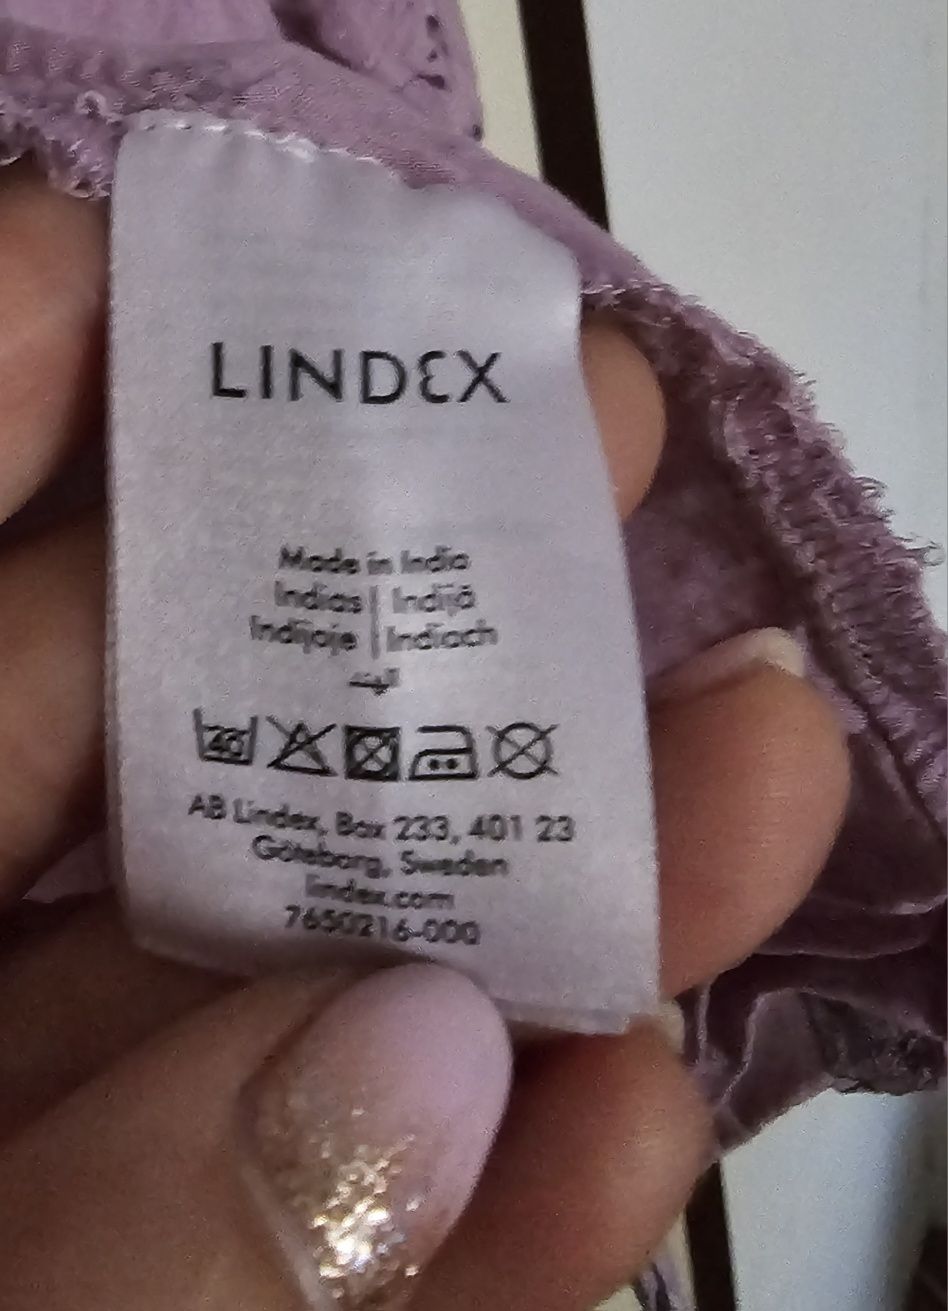 LINDEX
Made in India
Indias | Indijā
Indijoje | Indiach
AB Lindex, Box 233, 401 23
Göteborg, Sweden
lindex.com
7650216-000